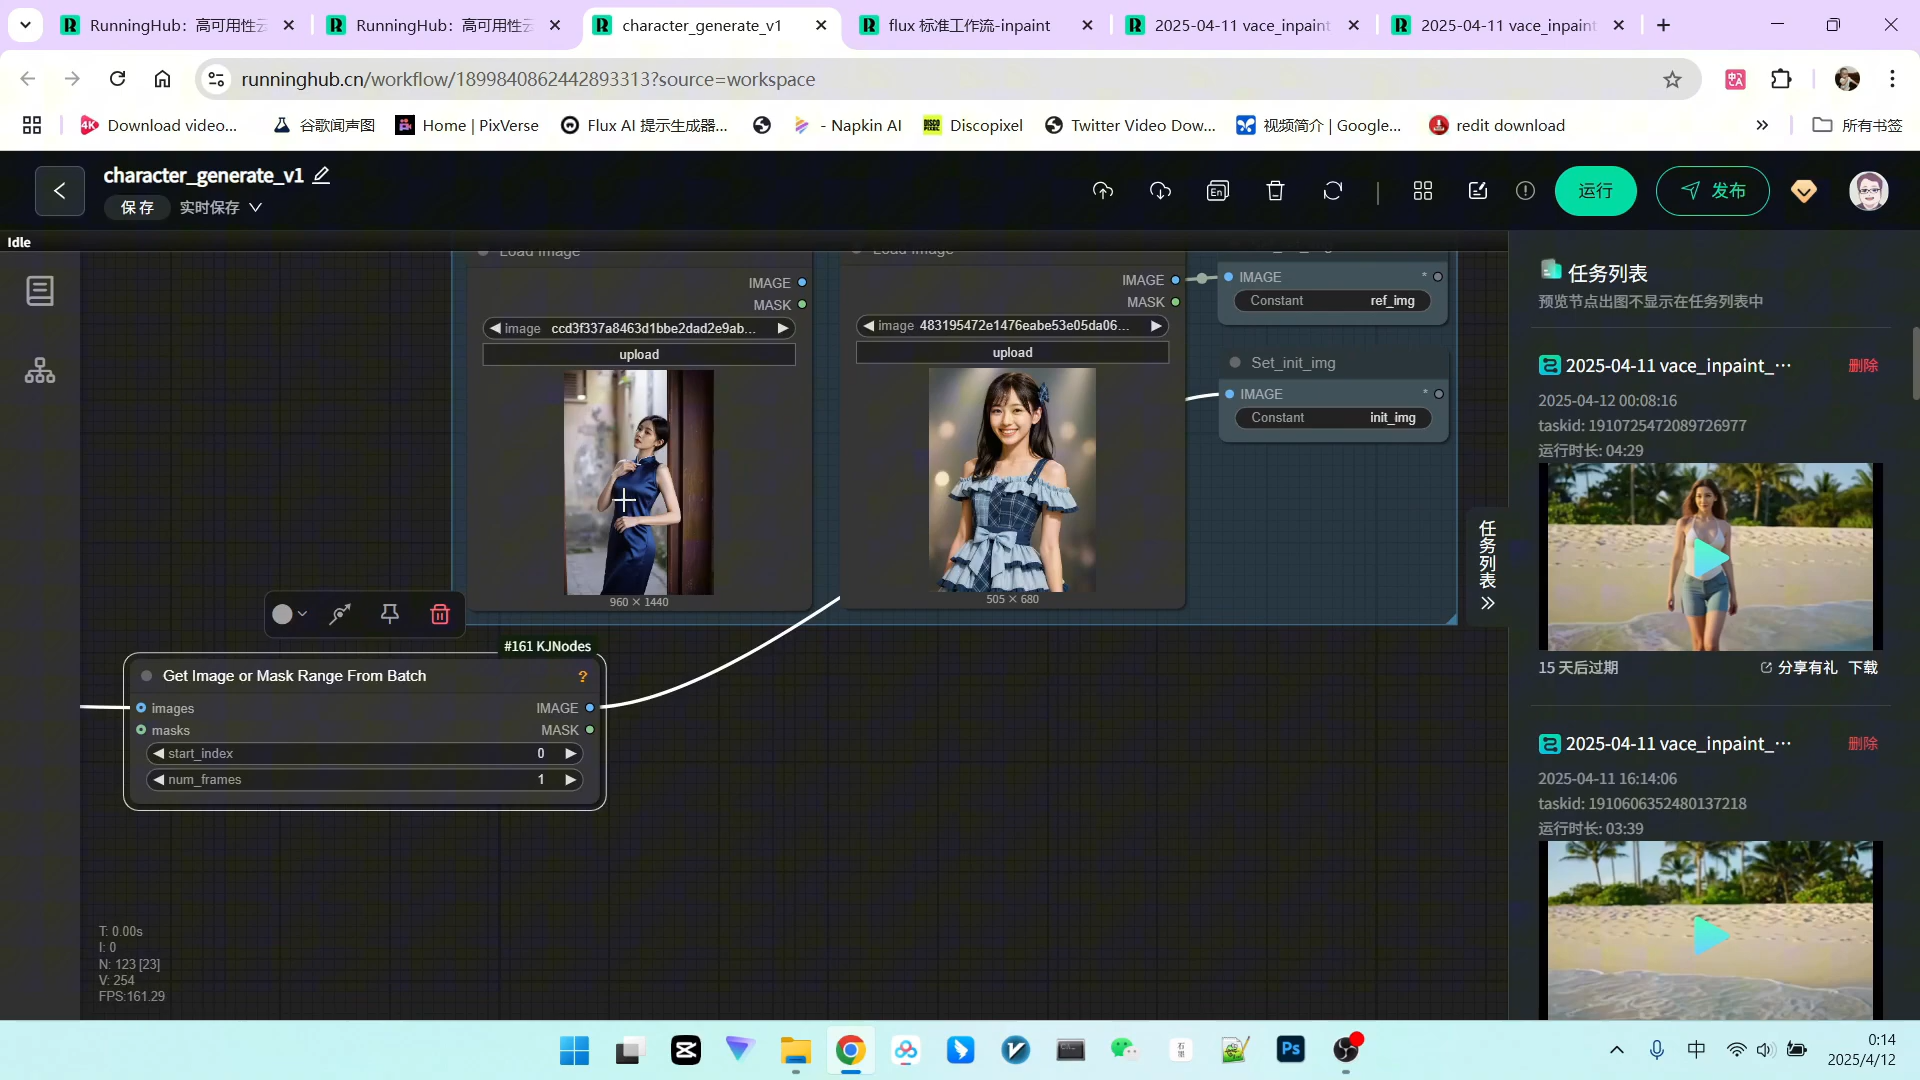 RunningHub：高可用性云
RunningHub：高可用性云
character_generate_v1
flux 标准工作流-inpaint
2025-04-11 vace_inpaint
2025-04-11 vace_inpaint
runninghub.cn/workflow/1899840862442893313?source=workspace
4K Download video...
谷歌闻声图
Home | PixVerse
Flux AI 提示生成器...
- Napkin AI
Discopixel
Twitter Video Dow...
视频简介 | Google...
redit download
所有书签
character_generate_v1
保存
实时保存
En
运行
发布
Idle
Load Image
IMAGE
MASK
image ccd3f337a8463d1bbe2dad2e9ab...
upload
960 × 1440
Load Image
IMAGE
MASK
image 483195472e1476eabe53e05da06...
upload
505 × 680
IMAGE *
Constant ref_img
Set_init_img
IMAGE *
Constant init_img
#161 KJNodes
Get Image or Mask Range From Batch ?
images IMAGE
masks MASK
start_index 0
num_frames 1
T: 0.00s
I: 0
N: 123 [23]
V: 254
FPS:161.29
任务列表
任务列表
预览节点出图不显示在任务列表中
2025-04-11 vace_inpaint_··· 删除
2025-04-12 00:08:16
taskid: 1910725472089726977
运行时长: 04:29
15 天后过期 分享有礼 下载
2025-04-11 vace_inpaint_··· 删除
2025-04-11 16:14:06
taskid: 1910606352480137218
运行时长: 03:39
Ps
中
0:14
2025/4/12